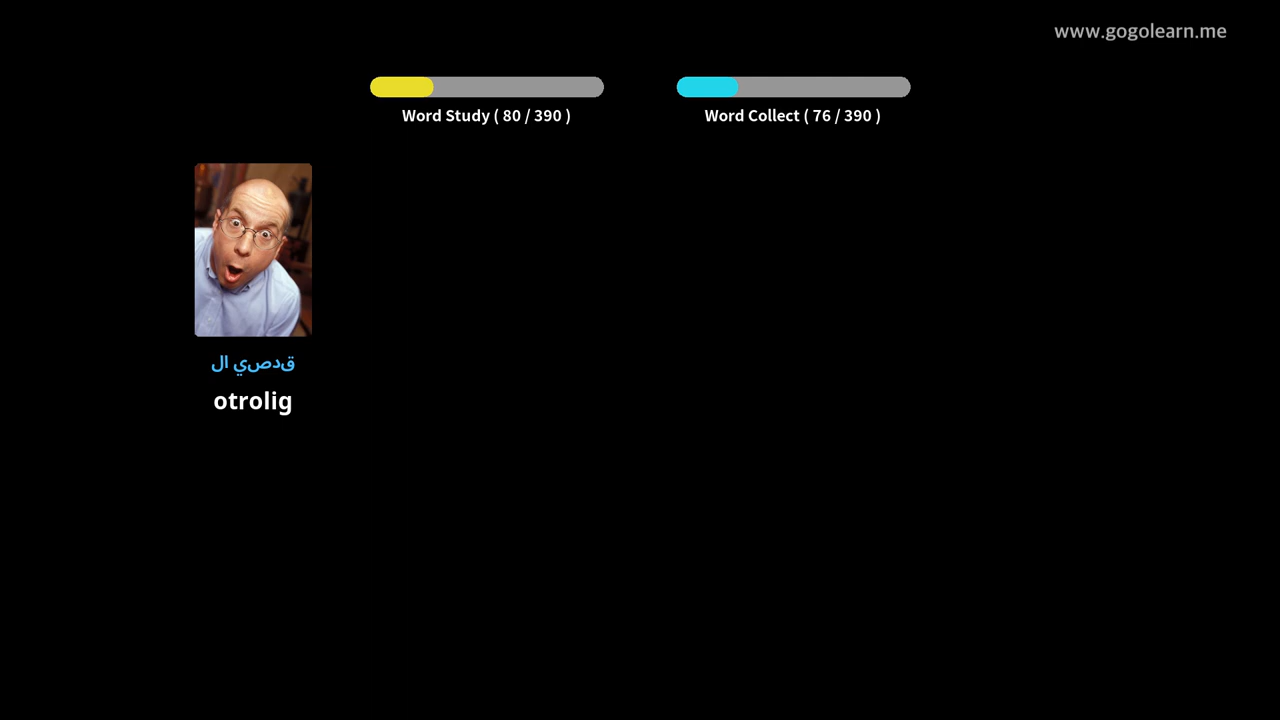 www.gogolearn.me
Word Study ( 80 / 390 )
Word Collect ( 76 / 390 )
قدصي ال
otrolig